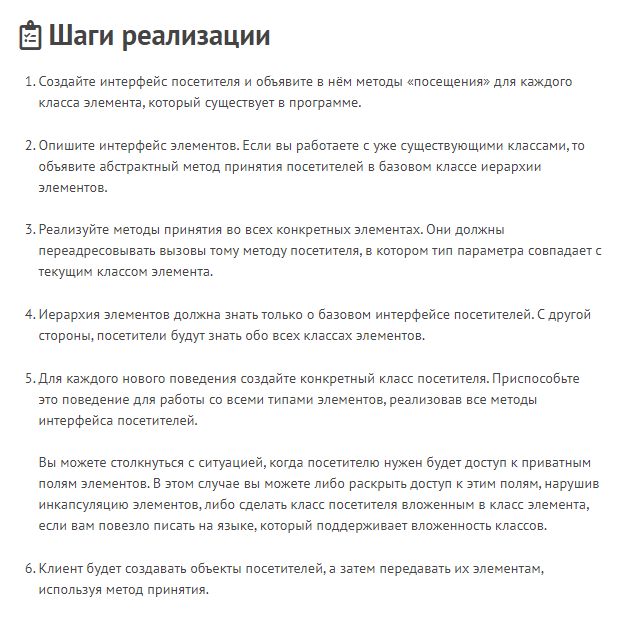 Шаги реализации
1. Создайте интерфейс посетителя и объявите в нём методы «посещения» для каждого
класса элемента, который существует в программе.
2. Опишите интерфейс элементов. Если вы работаете с уже существующими классами, то
объявите абстрактный метод принятия посетителей в базовом классе иерархии
элементов.
3. Реализуйте методы принятия во всех конкретных элементах. Они должны
переадресовывать вызовы тому методу посетителя, в котором тип параметра совпадает с
текущим классом элемента.
4. Иерархия элементов должна знать только о базовом интерфейсе посетителей. С другой
стороны, посетители будут знать обо всех классах элементов.
5. Для каждого нового поведения создайте конкретный класс посетителя. Приспособьте
это поведение для работы со всеми типами элементов, реализовав все методы
интерфейса посетителей.
Вы можете столкнуться с ситуацией, когда посетителю нужен будет доступ к приватным
полям элементов. В этом случае вы можете либо раскрыть доступ к этим полям, нарушив
инкапсуляцию элементов, либо сделать класс посетителя вложенным в класс элемента,
если вам повезло писать на языке, который поддерживает вложенность классов.
6. Клиент будет создавать объекты посетителей, а затем передавать их элементам,
используя метод принятия.